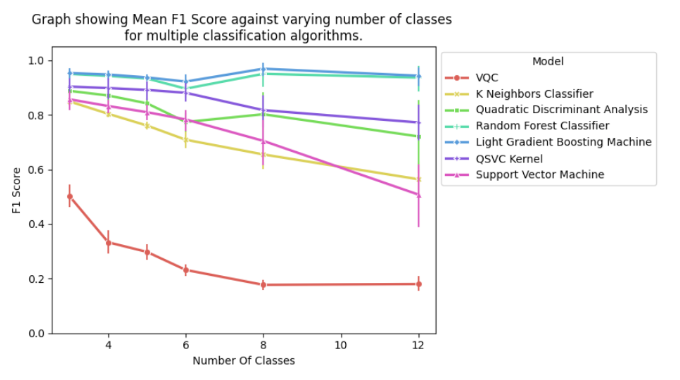 Graph showing Mean F1 Score against varying number of classes
for multiple classification algorithms.
1.0
0.8
0.6
0.4
0.2
0.0
F1 Score
4
6
8
10
12
Number Of Classes
Model
VQC
K Neighbors Classifier
Quadratic Discriminant Analysis
Random Forest Classifier
Light Gradient Boosting Machine
QSVC Kernel
Support Vector Machine